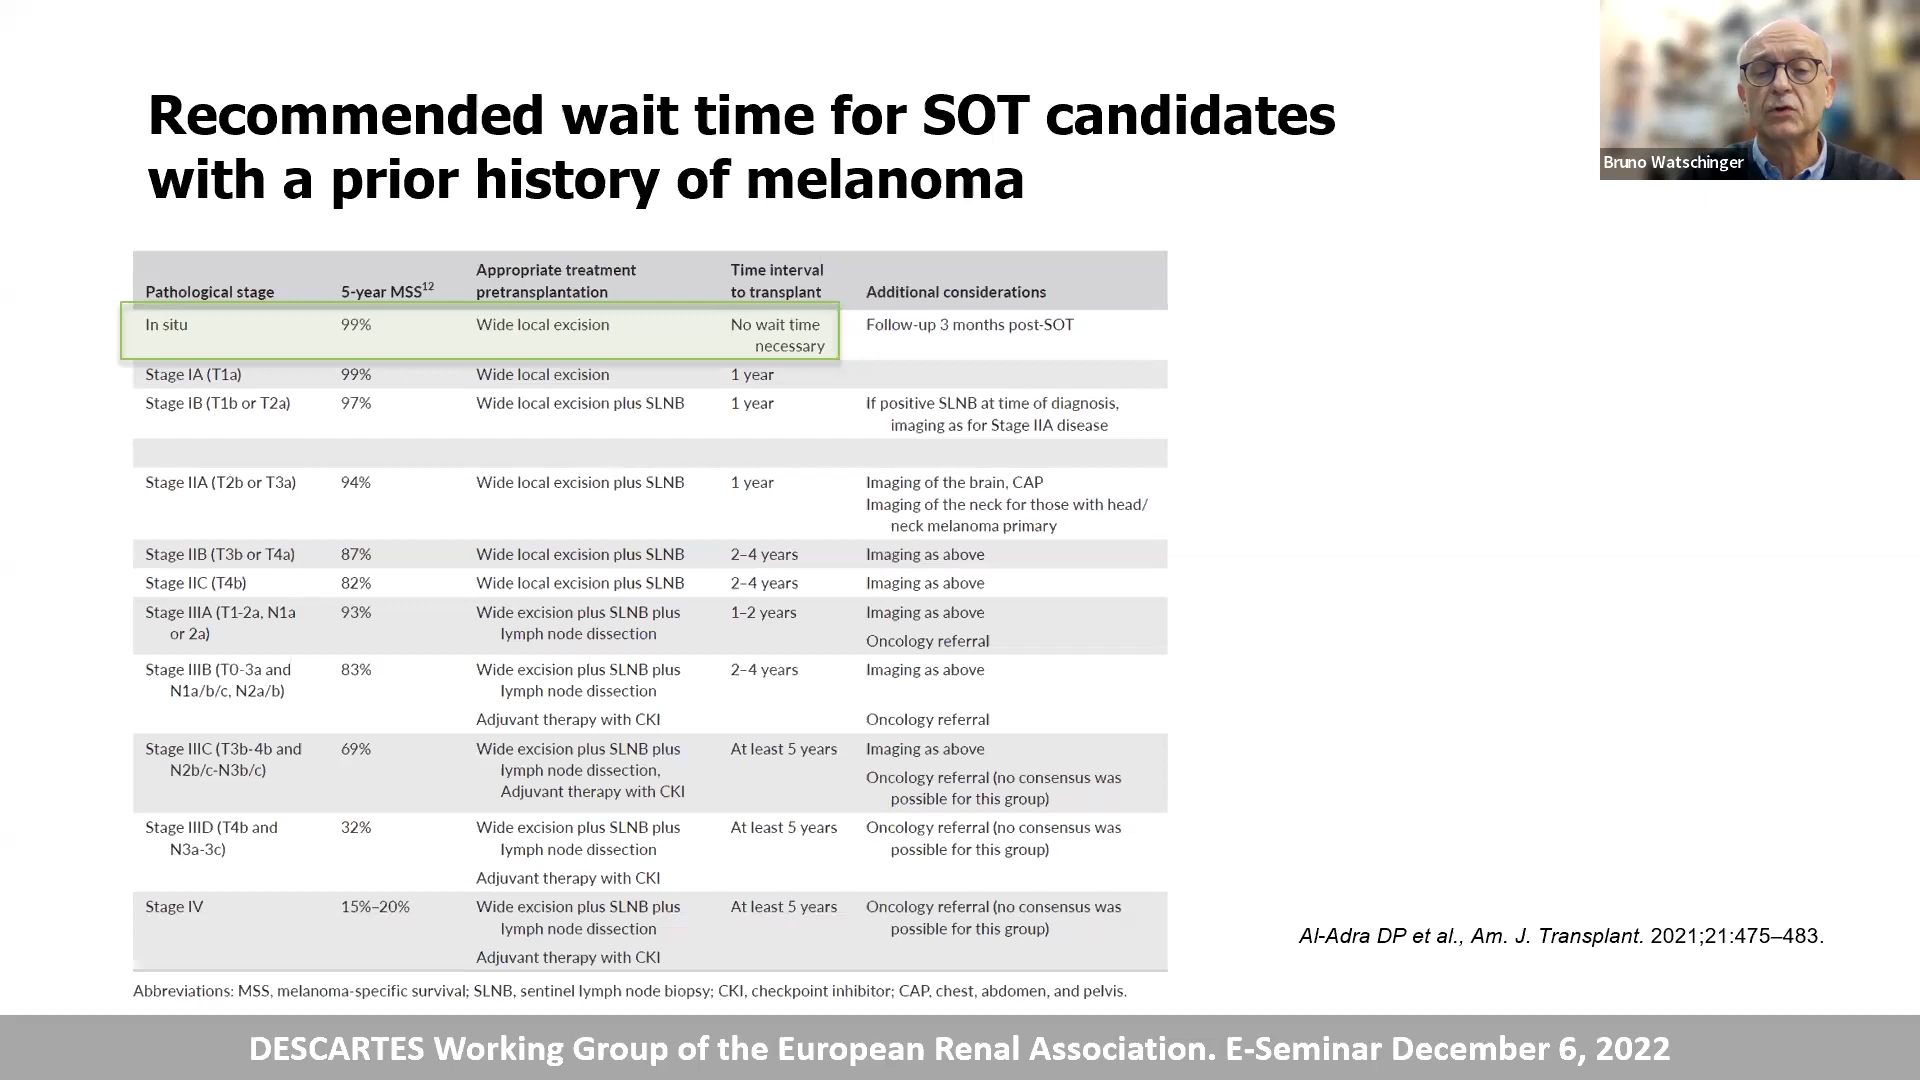 Recommended wait time for SOT candidates
with a prior history of melanoma
Bruno Watschinger
Pathological stage 5-year MSS12 Appropriate treatment pretransplantation Time interval to transplant Additional considerations
In situ 99% Wide local excision No wait time necessary Follow-up 3 months post-SOT
Stage IA (T1a) 99% Wide local excision 1 year
Stage IB (T1b or T2a) 97% Wide local excision plus SLNB 1 year If positive SLNB at time of diagnosis, imaging as for Stage IIA disease
Stage IIA (T2b or T3a) 94% Wide local excision plus SLNB 1 year Imaging of the brain, CAP
Imaging of the neck for those with head/
neck melanoma primary
Stage IIB (T3b or T4a) 87% Wide local excision plus SLNB 2–4 years Imaging as above
Stage IIC (T4b) 82% Wide local excision plus SLNB 2–4 years Imaging as above
Stage IIIA (T1-2a, N1a or 2a) 93% Wide excision plus SLNB plus lymph node dissection 1–2 years Imaging as above
Oncology referral
Stage IIIB (T0-3a and N1a/b/c, N2a/b) 83% Wide excision plus SLNB plus lymph node dissection 2–4 years Imaging as above
Adjuvant therapy with CKI Oncology referral
Stage IIIC (T3b-4b and N2b/c-N3b/c) 69% Wide excision plus SLNB plus lymph node dissection, Adjuvant therapy with CKI At least 5 years Imaging as above
Oncology referral (no consensus was possible for this group)
Stage IIID (T4b and N3a-3c) 32% Wide excision plus SLNB plus lymph node dissection At least 5 years Oncology referral (no consensus was possible for this group)
Adjuvant therapy with CKI
Stage IV 15%–20% Wide excision plus SLNB plus lymph node dissection At least 5 years Oncology referral (no consensus was possible for this group)
Adjuvant therapy with CKI
Abbreviations: MSS, melanoma-specific survival; SLNB, sentinel lymph node biopsy; CKI, checkpoint inhibitor; CAP, chest, abdomen, and pelvis.
Al-Adra DP et al., Am. J. Transplant. 2021;21:475–483.
DESCARTES Working Group of the European Renal Association. E-Seminar December 6, 2022